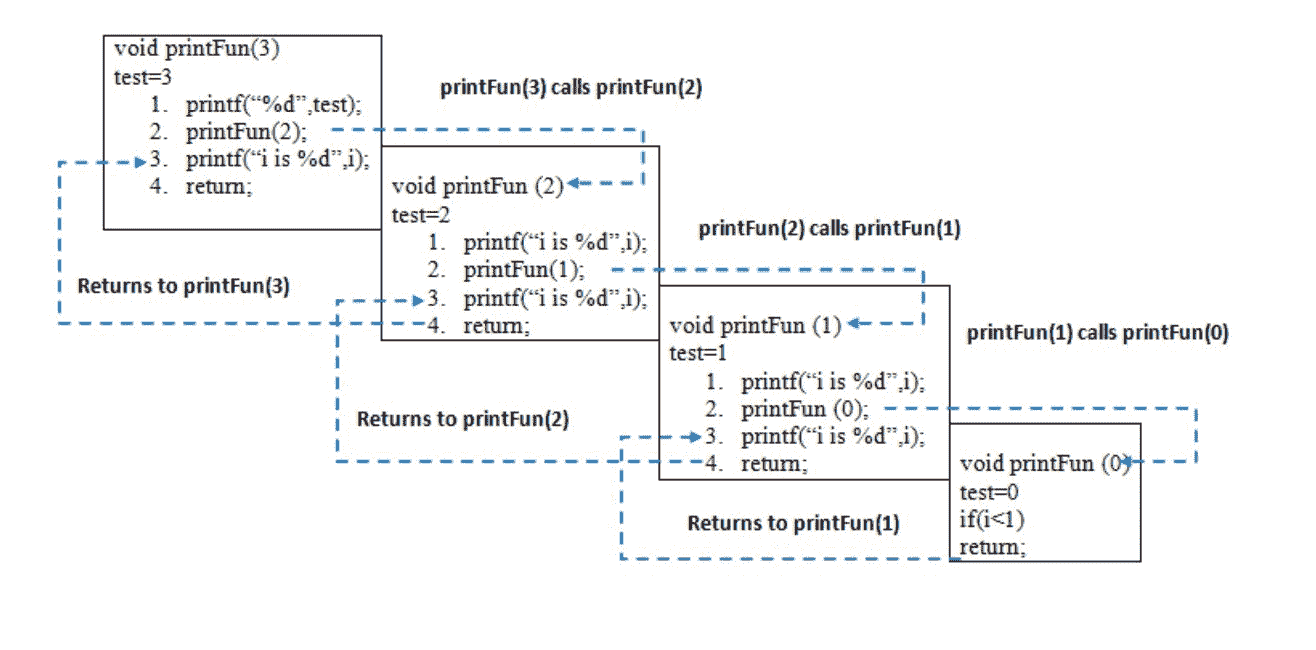 void printFun(3)
test=3
1. printf(“%d”,test);
2. printFun(2);
3. printf(“i is %d”,i);
4. return;
printFun(3) calls printFun(2)
void printFun (2)
test=2
1. printf(“i is %d”,i);
2. printFun(1);
3. printf(“i is %d”,i);
4. return;
Returns to printFun(3)
printFun(2) calls printFun(1)
void printFun (1)
test=1
1. printf(“i is %d”,i);
2. printFun (0);
3. printf(“i is %d”,i);
4. return;
Returns to printFun(2)
printFun(1) calls printFun(0)
void printFun (0)
test=0
if(i<1)
return;
Returns to printFun(1)